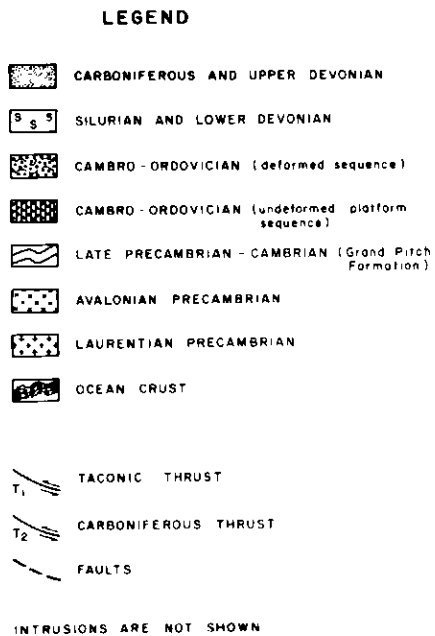 LEGEND
CARBONIFEROUS AND UPPER DEVONIAN
S S S SILURIAN AND LOWER DEVONIAN
CAMBRO-ORDOVICIAN (deformed sequence)
CAMBRO-ORDOVICIAN (undeformed platform
sequence)
LATE PRECAMBRIAN-CAMBRIAN (Grand Pitch
Formation)
AVALONIAN PRECAMBRIAN
LAURENTIAN PRECAMBRIAN
OCEAN CRUST
T1 TACONIC THRUST
T2 CARBONIFEROUS THRUST
FAULTS
INTRUSIONS ARE NOT SHOWN